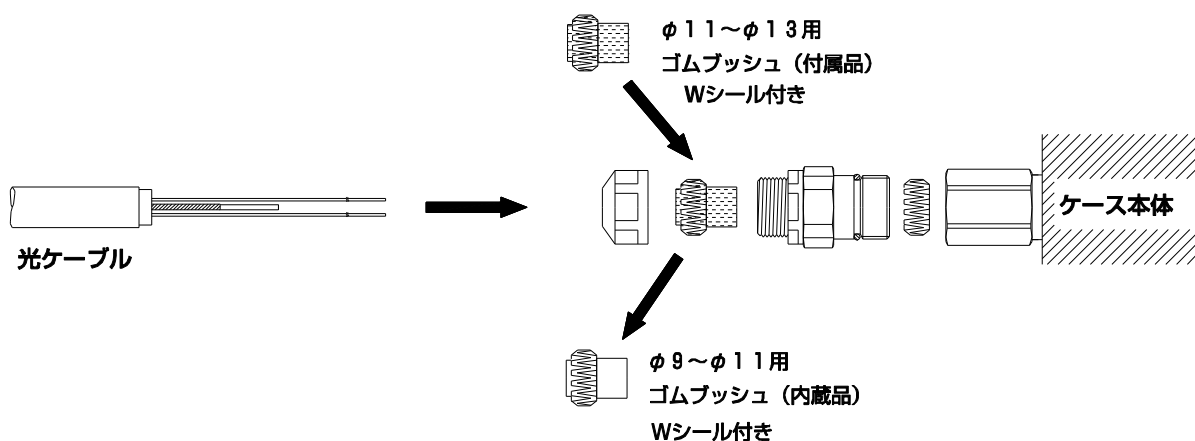 φ11～φ13用
ゴムブッシュ（付属品）
Wシール付き
ケース本体
光ケーブル
φ9～φ11用
ゴムブッシュ（内蔵品）
Wシール付き